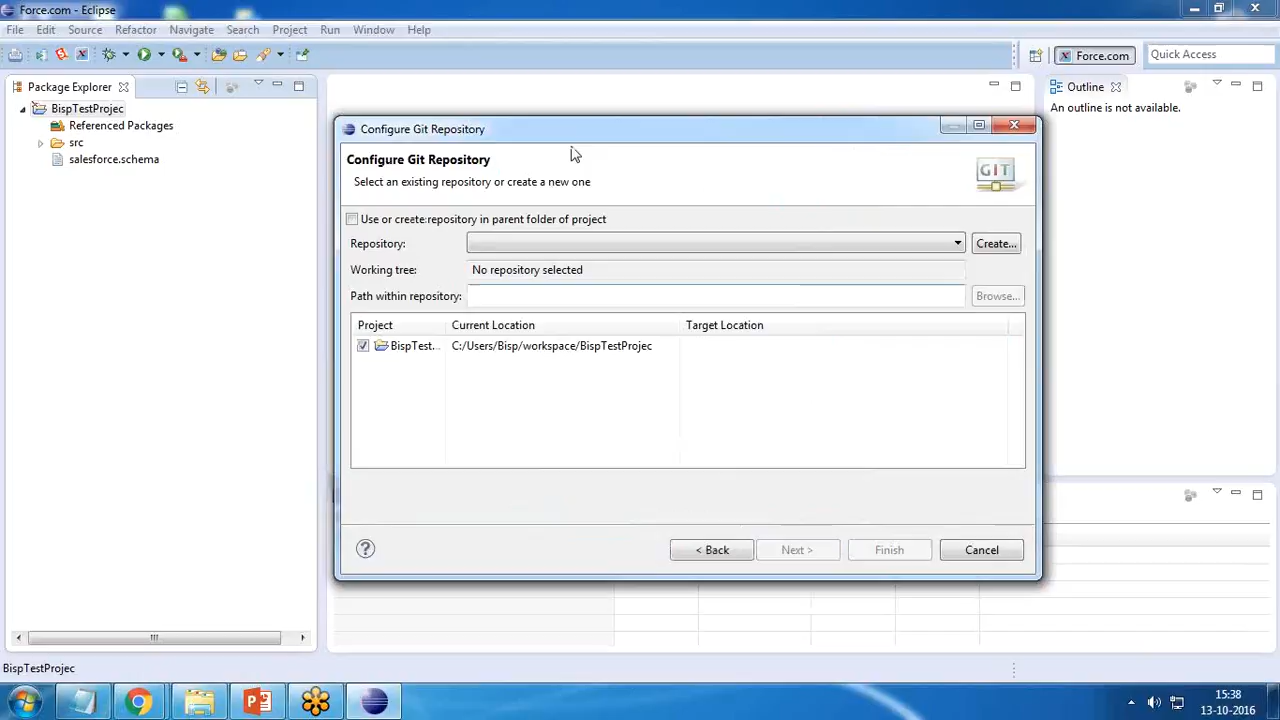 Force.com - Eclipse
File Edit Source Refactor Navigate Search Project Run Window Help
Force.com Quick Access
Package Explorer
BispTestProjec
Referenced Packages
src
salesforce.schema
Outline
An outline is not available.
Configure Git Repository
Configure Git Repository
Select an existing repository or create a new one
GIT
Use or create repository in parent folder of project
Repository: Create...
Working tree: No repository selected
Path within repository: Browse...
Project Current Location Target Location
BispTest... C:/Users/Bisp/workspace/BispTestProjec
< Back Next > Finish Cancel
BispTestProjec
15:38
13-10-2016